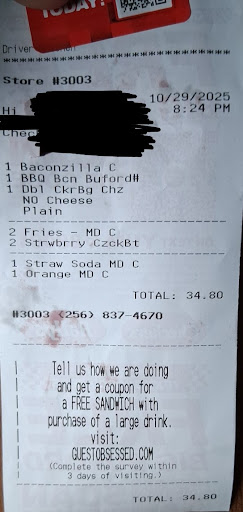 TODAY!
Driver
Store #3003
10/29/2025
Hi 8:24 PM
Chec
1 Baconzilla C
1 BBQ Bcn Buford#
1 Dbl CkrBg Chz
NO Cheese
Plain
2 Fries - MD C
2 Strwbrry CzckBt
1 Straw Soda MD C
1 Orange MD C
TOTAL: 34.80
#3003 (256) 837-4670
Tell us how we are doing
and get a coupon for
a FREE SANDWICH with
purchase of a large drink.
visit:
GUESTOBSESSED.COM
(Complete the survey within
3 days of visiting.)
TOTAL: 34.80